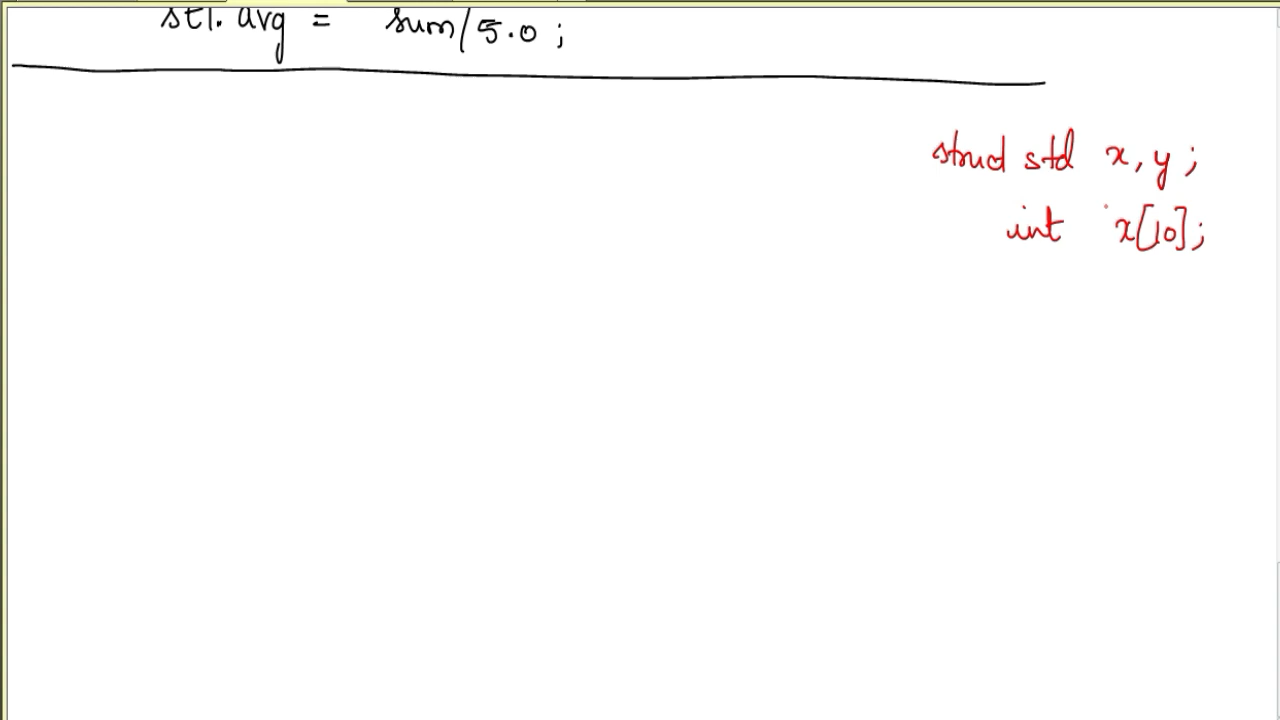 st1. avg = sum/5.0 ;
struct std x, y ;
int x[10];